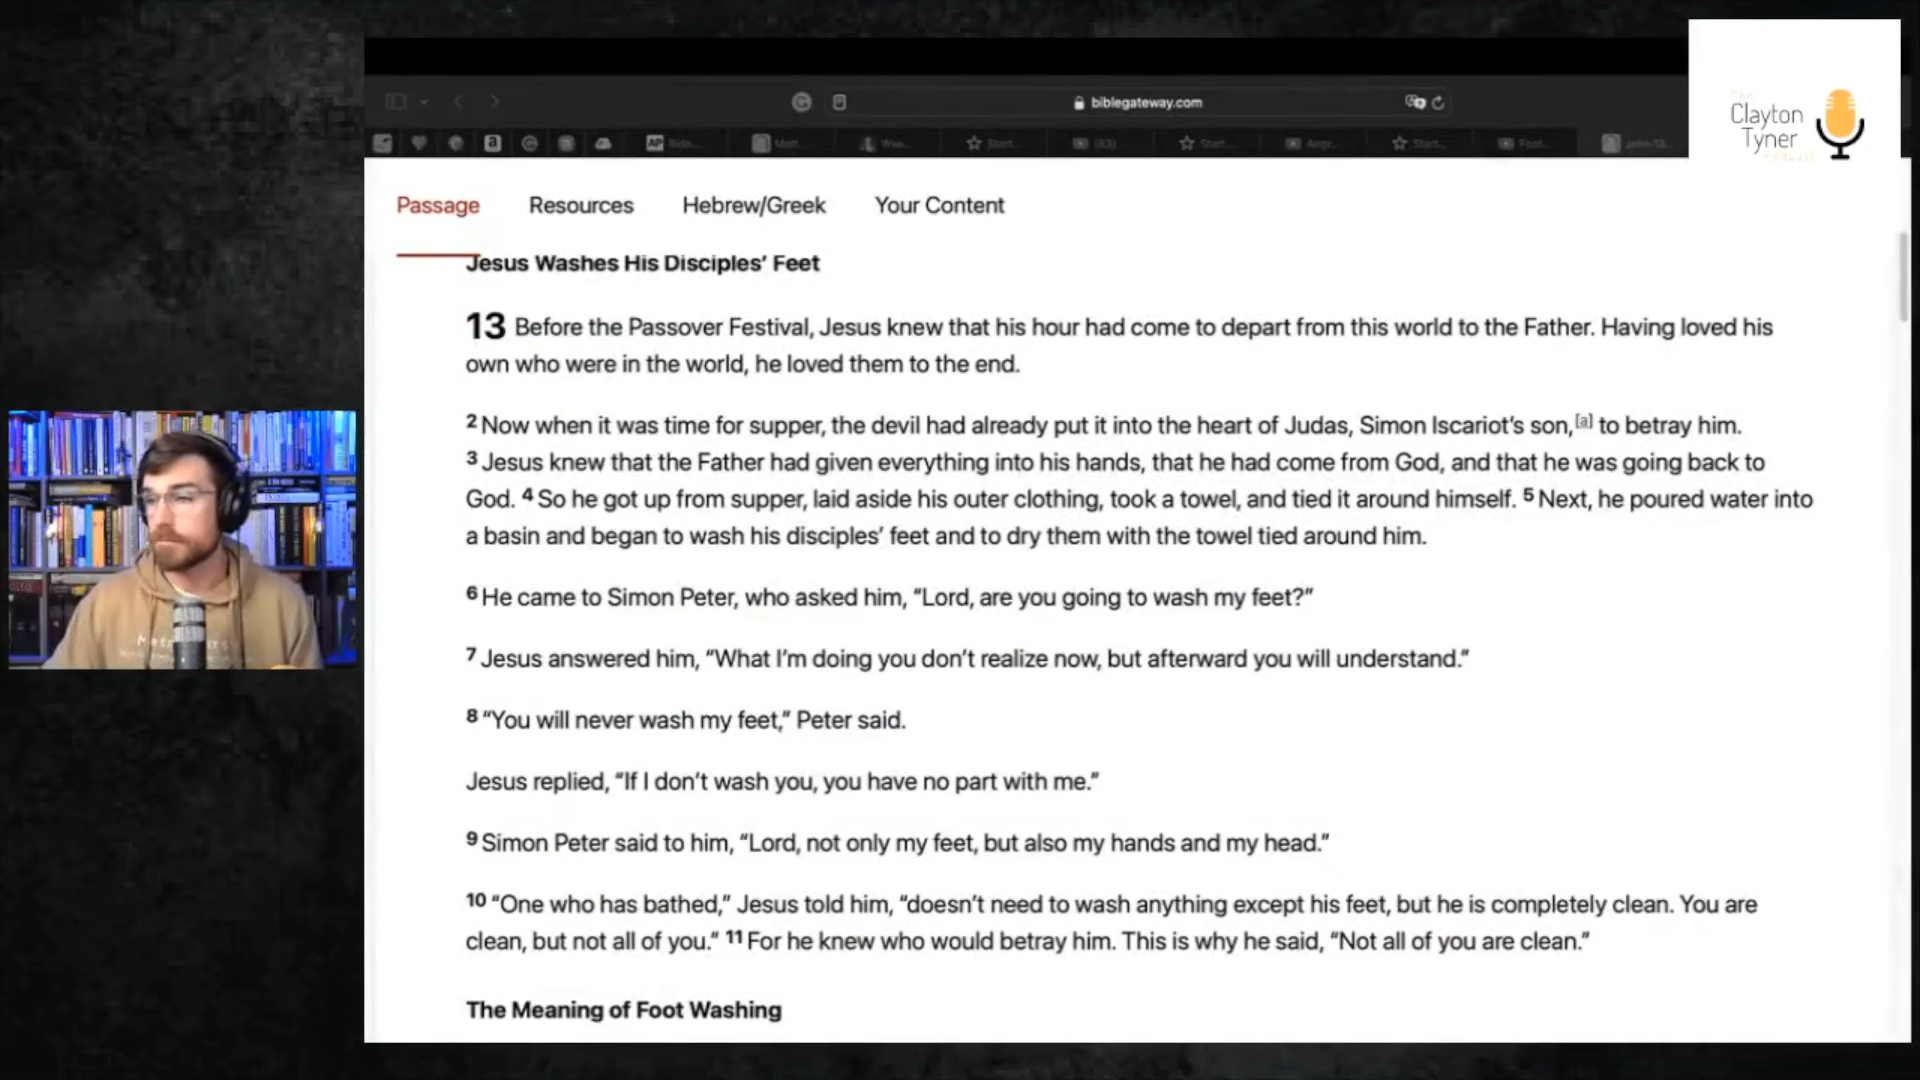 biblegateway.com
Bide...
Matt...
Wee...
Start...
(83)
Start...
Angr...
Start...
Foot...
John 13...
Clayton
Tyner
Passage
Resources
Hebrew/Greek
Your Content
Jesus Washes His Disciples’ Feet
13 Before the Passover Festival, Jesus knew that his hour had come to depart from this world to the Father. Having loved his
own who were in the world, he loved them to the end.
2 Now when it was time for supper, the devil had already put it into the heart of Judas, Simon Iscariot’s son,[a] to betray him.
3 Jesus knew that the Father had given everything into his hands, that he had come from God, and that he was going back to
God. 4 So he got up from supper, laid aside his outer clothing, took a towel, and tied it around himself. 5 Next, he poured water into
a basin and began to wash his disciples’ feet and to dry them with the towel tied around him.
6 He came to Simon Peter, who asked him, “Lord, are you going to wash my feet?”
7 Jesus answered him, “What I’m doing you don’t realize now, but afterward you will understand.”
8 “You will never wash my feet,” Peter said.
Jesus replied, “If I don’t wash you, you have no part with me.”
9 Simon Peter said to him, “Lord, not only my feet, but also my hands and my head.”
10 “One who has bathed,” Jesus told him, “doesn’t need to wash anything except his feet, but he is completely clean. You are
clean, but not all of you.” 11 For he knew who would betray him. This is why he said, “Not all of you are clean.”
The Meaning of Foot Washing